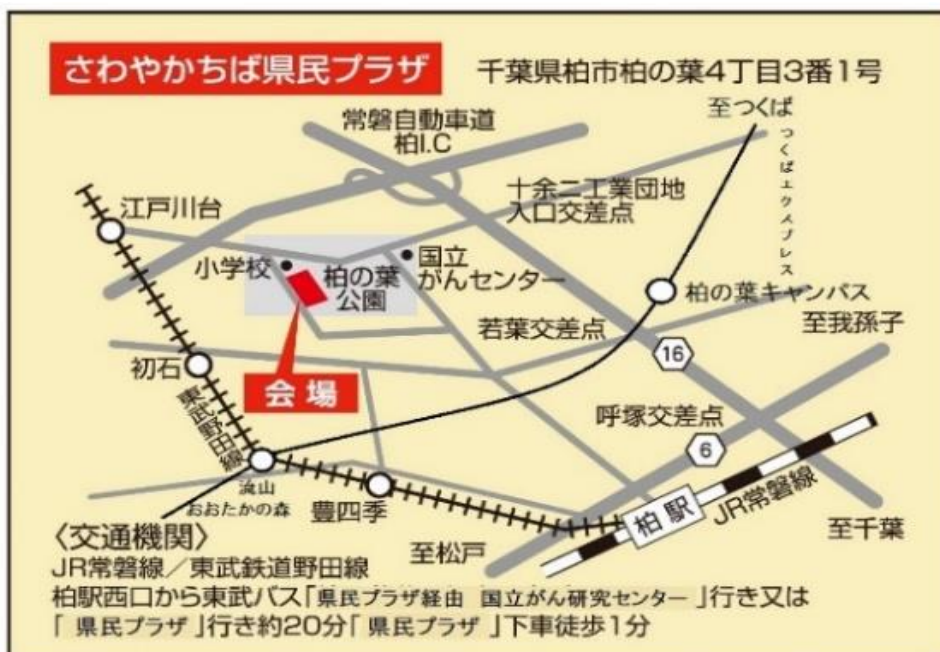 さわやかちば県民プラザ
千葉県柏市柏の葉4丁目3番1号
至つくば
常磐自動車道
柏I.C
つくばエクスプレス
江戸川台
十余二工業団地
入口交差点
小学校
柏の葉
公園
国立
がんセンター
柏の葉キャンパス
若葉交差点
至我孫子
16
初石
会場
東武野田線
呼塚交差点
6
流山
おおたかの森
豊四季
柏駅
JR常磐線
至松戸
至千葉
〈交通機関〉
JR常磐線／東武鉄道野田線
柏駅西口から東武バス「県民プラザ経由 国立がん研究センター 」行き又は
「 県民プラザ 」行き約20分「 県民プラザ 」下車徒歩1分